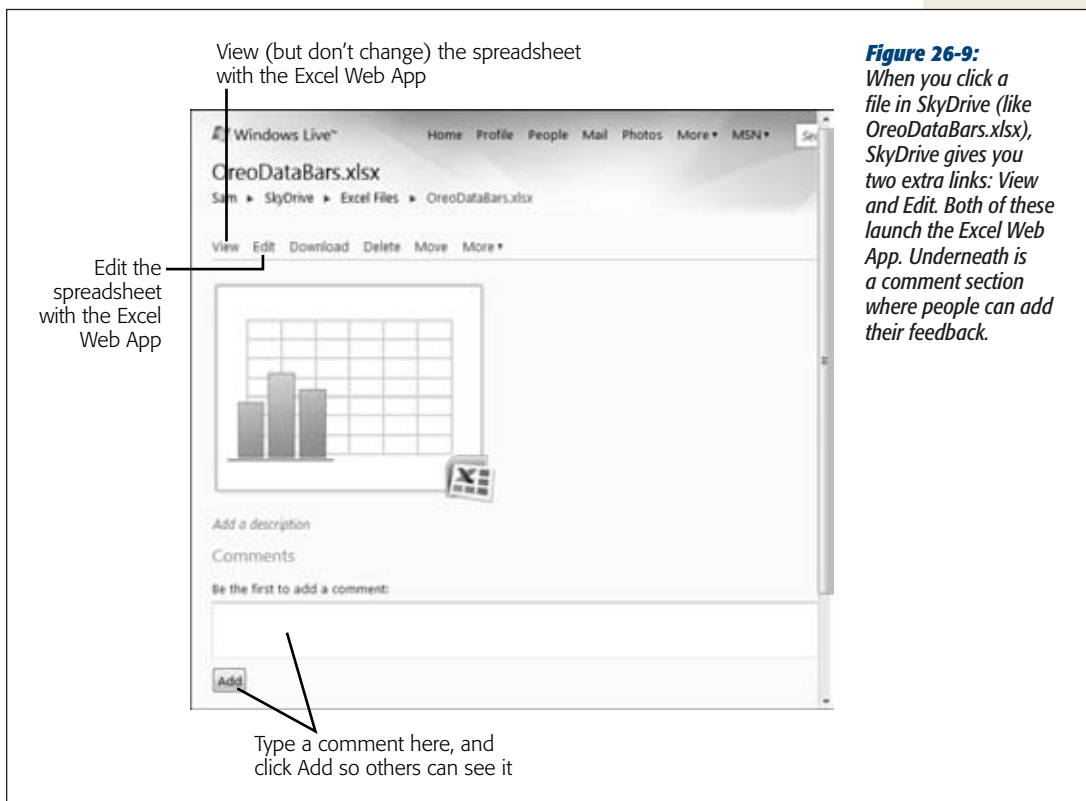 View (but don't change) the spreadsheet
with the Excel Web App
Windows Live™ Home Profile People Mail Photos More▾ MSN▾
OreoDataBars.xlsx
Sam ▸ SkyDrive ▸ Excel Files ▸ OreoDataBars.xlsx
View Edit Download Delete Move More▾
Edit the
spreadsheet
with the Excel
Web App
Add a description
Comments
Be the first to add a comment:
Add
Type a comment here, and
click Add so others can see it
Figure 26-9:
When you click a
file in SkyDrive (like
OreoDataBars.xlsx),
SkyDrive gives you
two extra links: View
and Edit. Both of these
launch the Excel Web
App. Underneath is
a comment section
where people can add
their feedback.